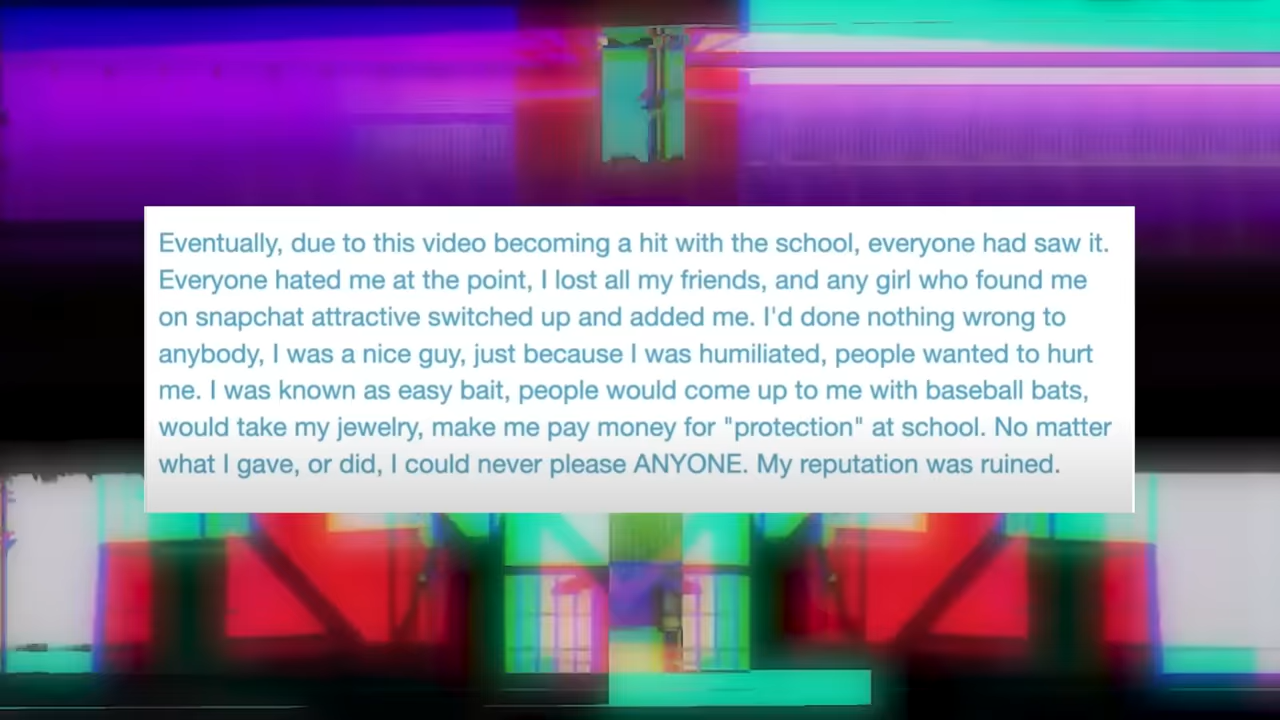 Eventually, due to this video becoming a hit with the school, everyone had saw it.
Everyone hated me at the point, I lost all my friends, and any girl who found me
on snapchat attractive switched up and added me. I'd done nothing wrong to
anybody, I was a nice guy, just because I was humiliated, people wanted to hurt
me. I was known as easy bait, people would come up to me with baseball bats,
would take my jewelry, make me pay money for "protection" at school. No matter
what I gave, or did, I could never please ANYONE. My reputation was ruined.